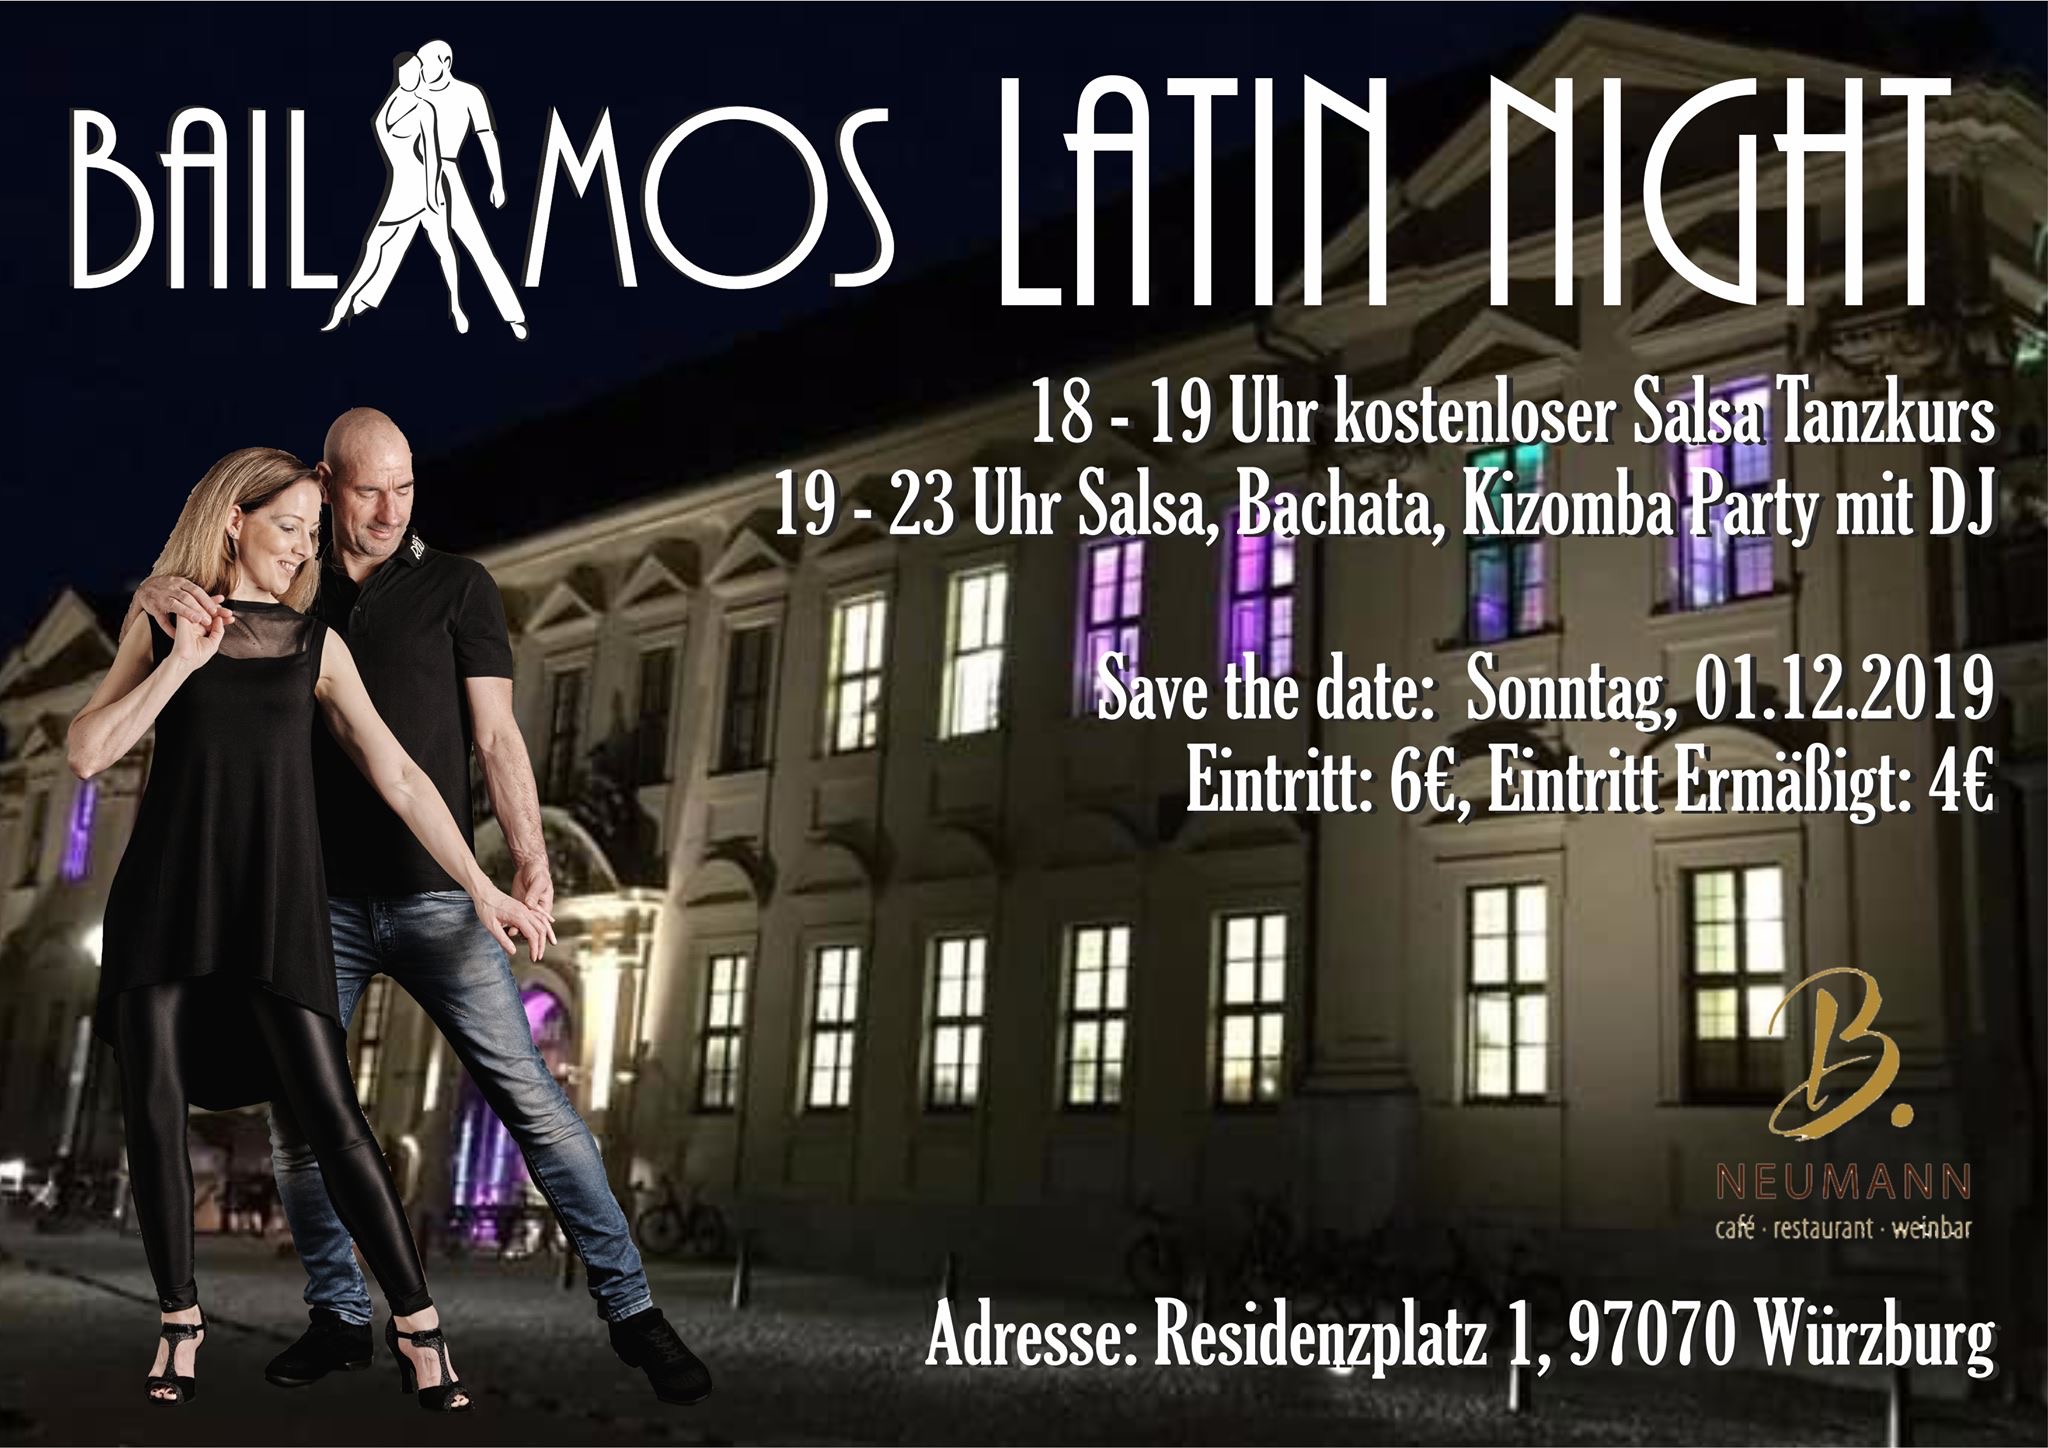 BAILAMOS LATIN NIGHT
18 - 19 Uhr kostenloser Salsa Tanzkurs
19 - 23 Uhr Salsa, Bachata, Kizomba Party mit DJ
Save the date: Sonntag, 01.12.2019
Eintritt: 6€, Eintritt Ermäßigt: 4€
B.
NEUMANN
café · restaurant · weinbar
Adresse: Residenzplatz 1, 97070 Würzburg